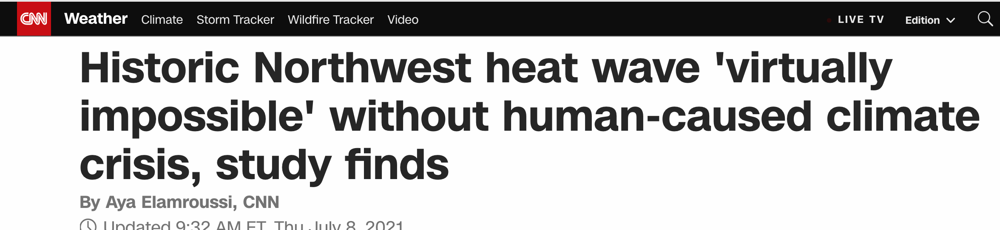 CNN Weather Climate Storm Tracker Wildfire Tracker Video LIVE TV Edition
Historic Northwest heat wave 'virtually
impossible' without human-caused climate
crisis, study finds
By Aya Elamroussi, CNN
Updated 9:32 AM ET, Thu July 8, 2021